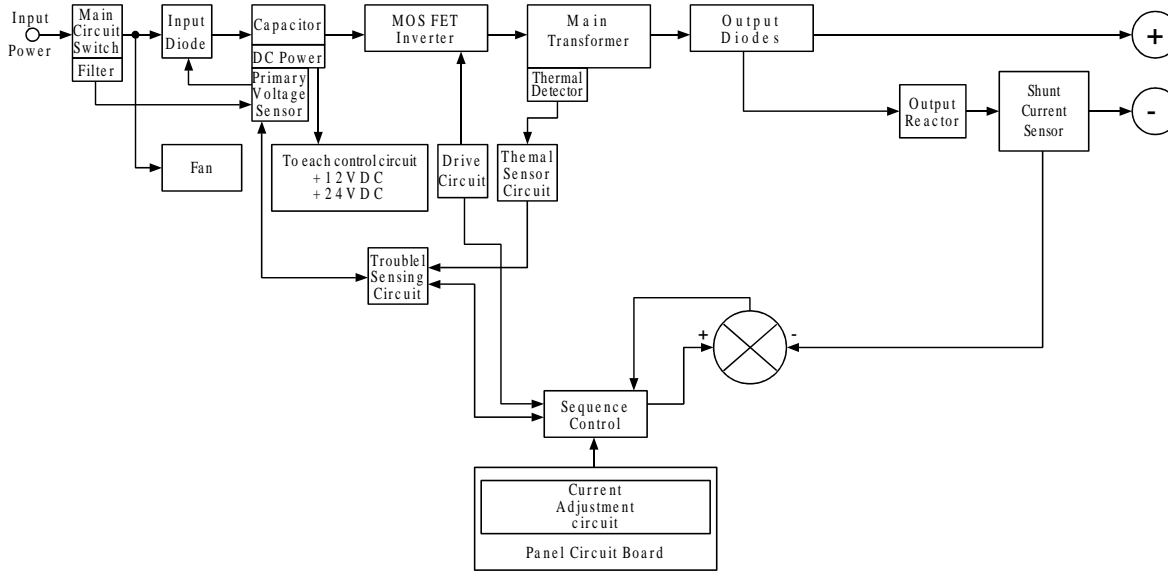 Input
Power
Main
Circuit
Switch
Filter
Input
Diode
Capacitor
DC Power
Primary
Voltage
Sensor
MOS FET
Inverter
Main
Transformer
Thermal
Detector
Output
Diodes
+
Output
Reactor
Shunt
Current
Sensor
-
Fan
To each control circuit
+12VDC
+24VDC
Drive
Circuit
Themal
Sensor
Circuit
Troublel
Sensing
Circuit
+
-
Sequence
Control
Current
Adjustment
circuit
Panel Circuit Board